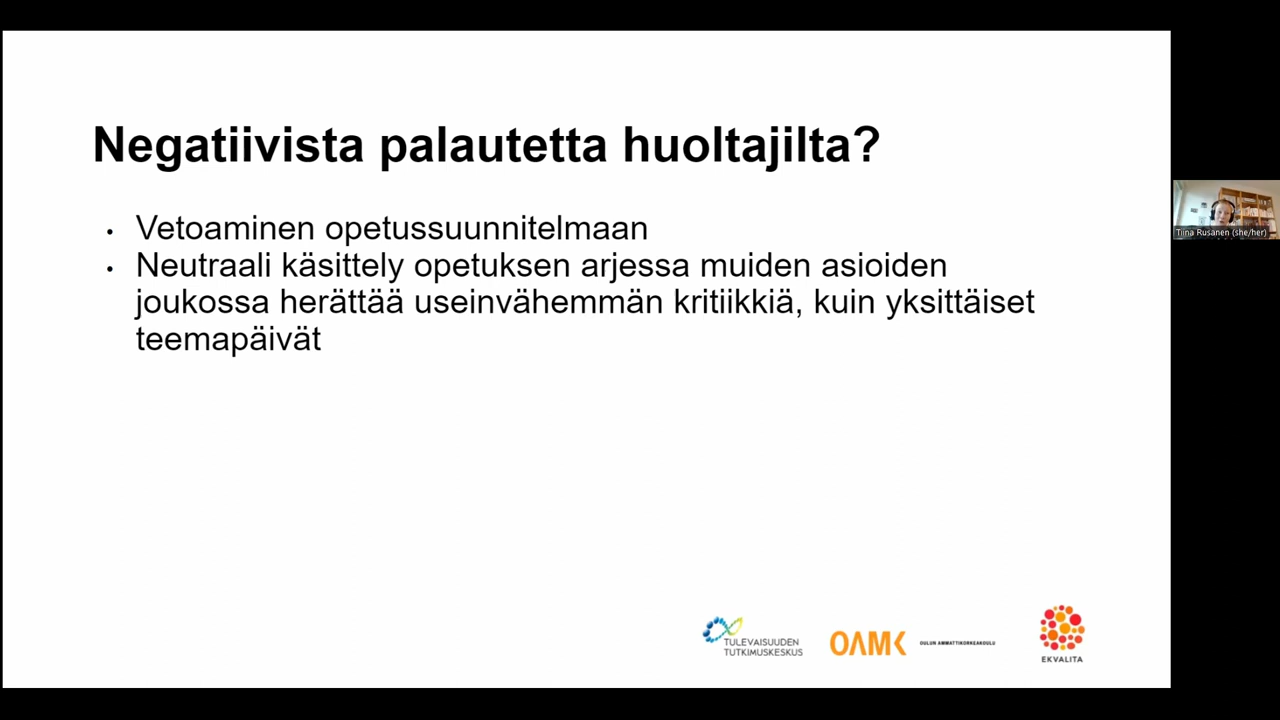 Negatiivista palautetta huoltajilta?
• Vetoaminen opetussuunnitelmaan
• Neutraali käsittely opetuksen arjessa muiden asioiden
joukossa herättää useinvähemmän kritiikkiä, kuin yksittäiset
teemapäivät
Tiina Rusanen (she/her)
TULEVAISUUDEN
TUTKIMUSKESKUS
OAMK
OULUN AMMATTIKORKEAKOULU
EKVALITA